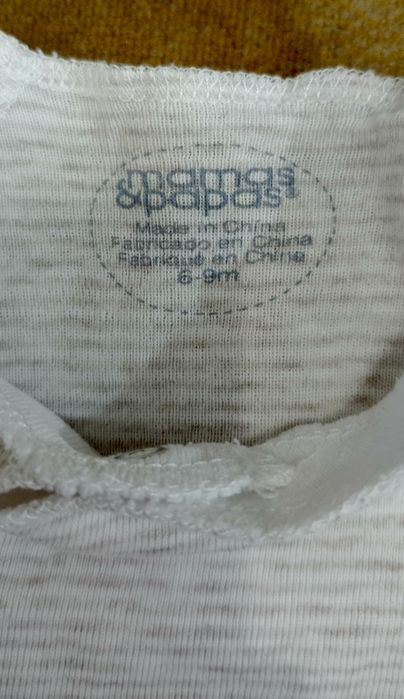 mamas
&papas
Made in China
Fabricado en China
Fabriqué en Chine
6-9m